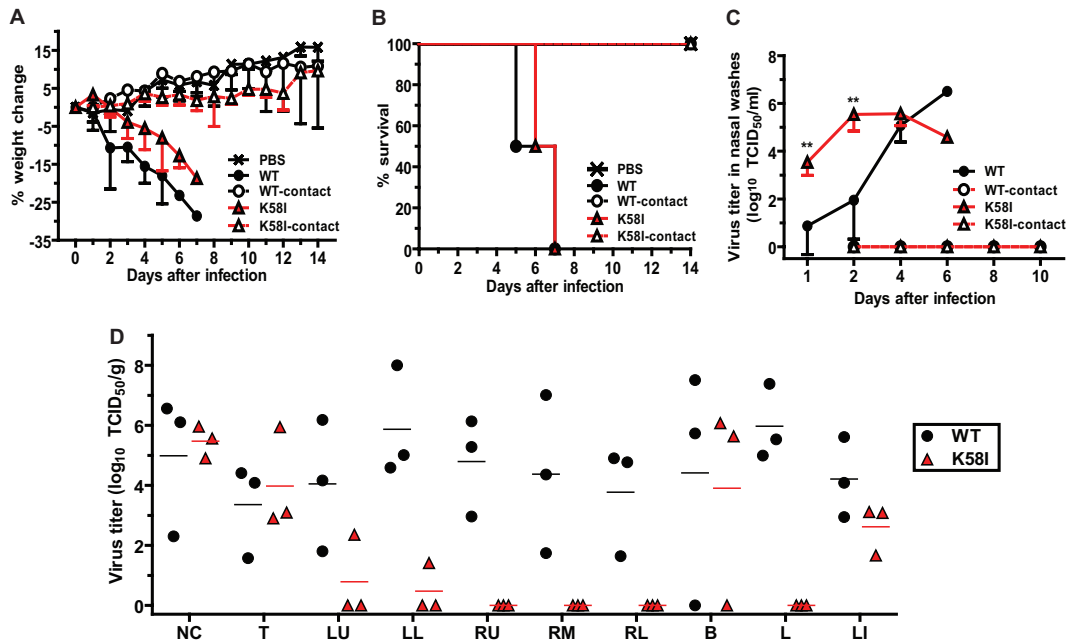 A
% weight change
15
5
-5
-15
-25
-35
0 2 4 6 8 10 12 14
Days after infection
PBS
WT
WT-contact
K58I
K58I-contact
B
% survival
100
80
60
40
20
0
0 2 4 6 8 10 12 14
Days after infection
PBS
WT
WT-contact
K58I
K58I-contact
C
Virus titer in nasal washes
(log10 TCID50/ml)
8
6
4
2
0
**
**
1 2 4 6 8 10
Days after infection
WT
WT-contact
K58I
K58I-contact
D
Virus titer (log10 TCID50/g)
8
6
4
2
0
NC T LU LL RU RM RL B L LI
WT
K58I